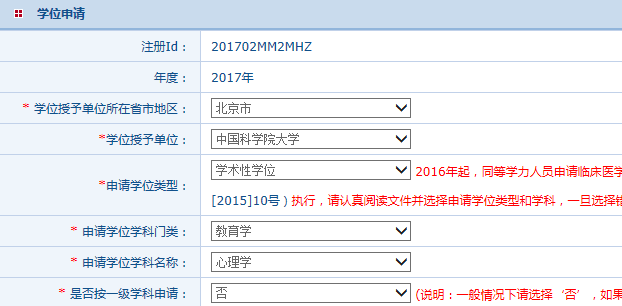 学位申请
注册Id： 201702MM2MHZ
年度： 2017年
* 学位授予单位所在省市地区： 北京市
*学位授予单位： 中国科学院大学
*申请学位类型： 学术性学位 2016年起，同等学力人员申请临床医学
[2015]10号）执行，请认真阅读文件并选择申请学位类型和学科，一旦选择错
* 申请学位学科门类： 教育学
* 申请学位学科名称： 心理学
* 是否按一级学科申请： 否 (说明：一般情况下请选择‘否’，如果